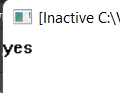 [Inactive C:\
yes